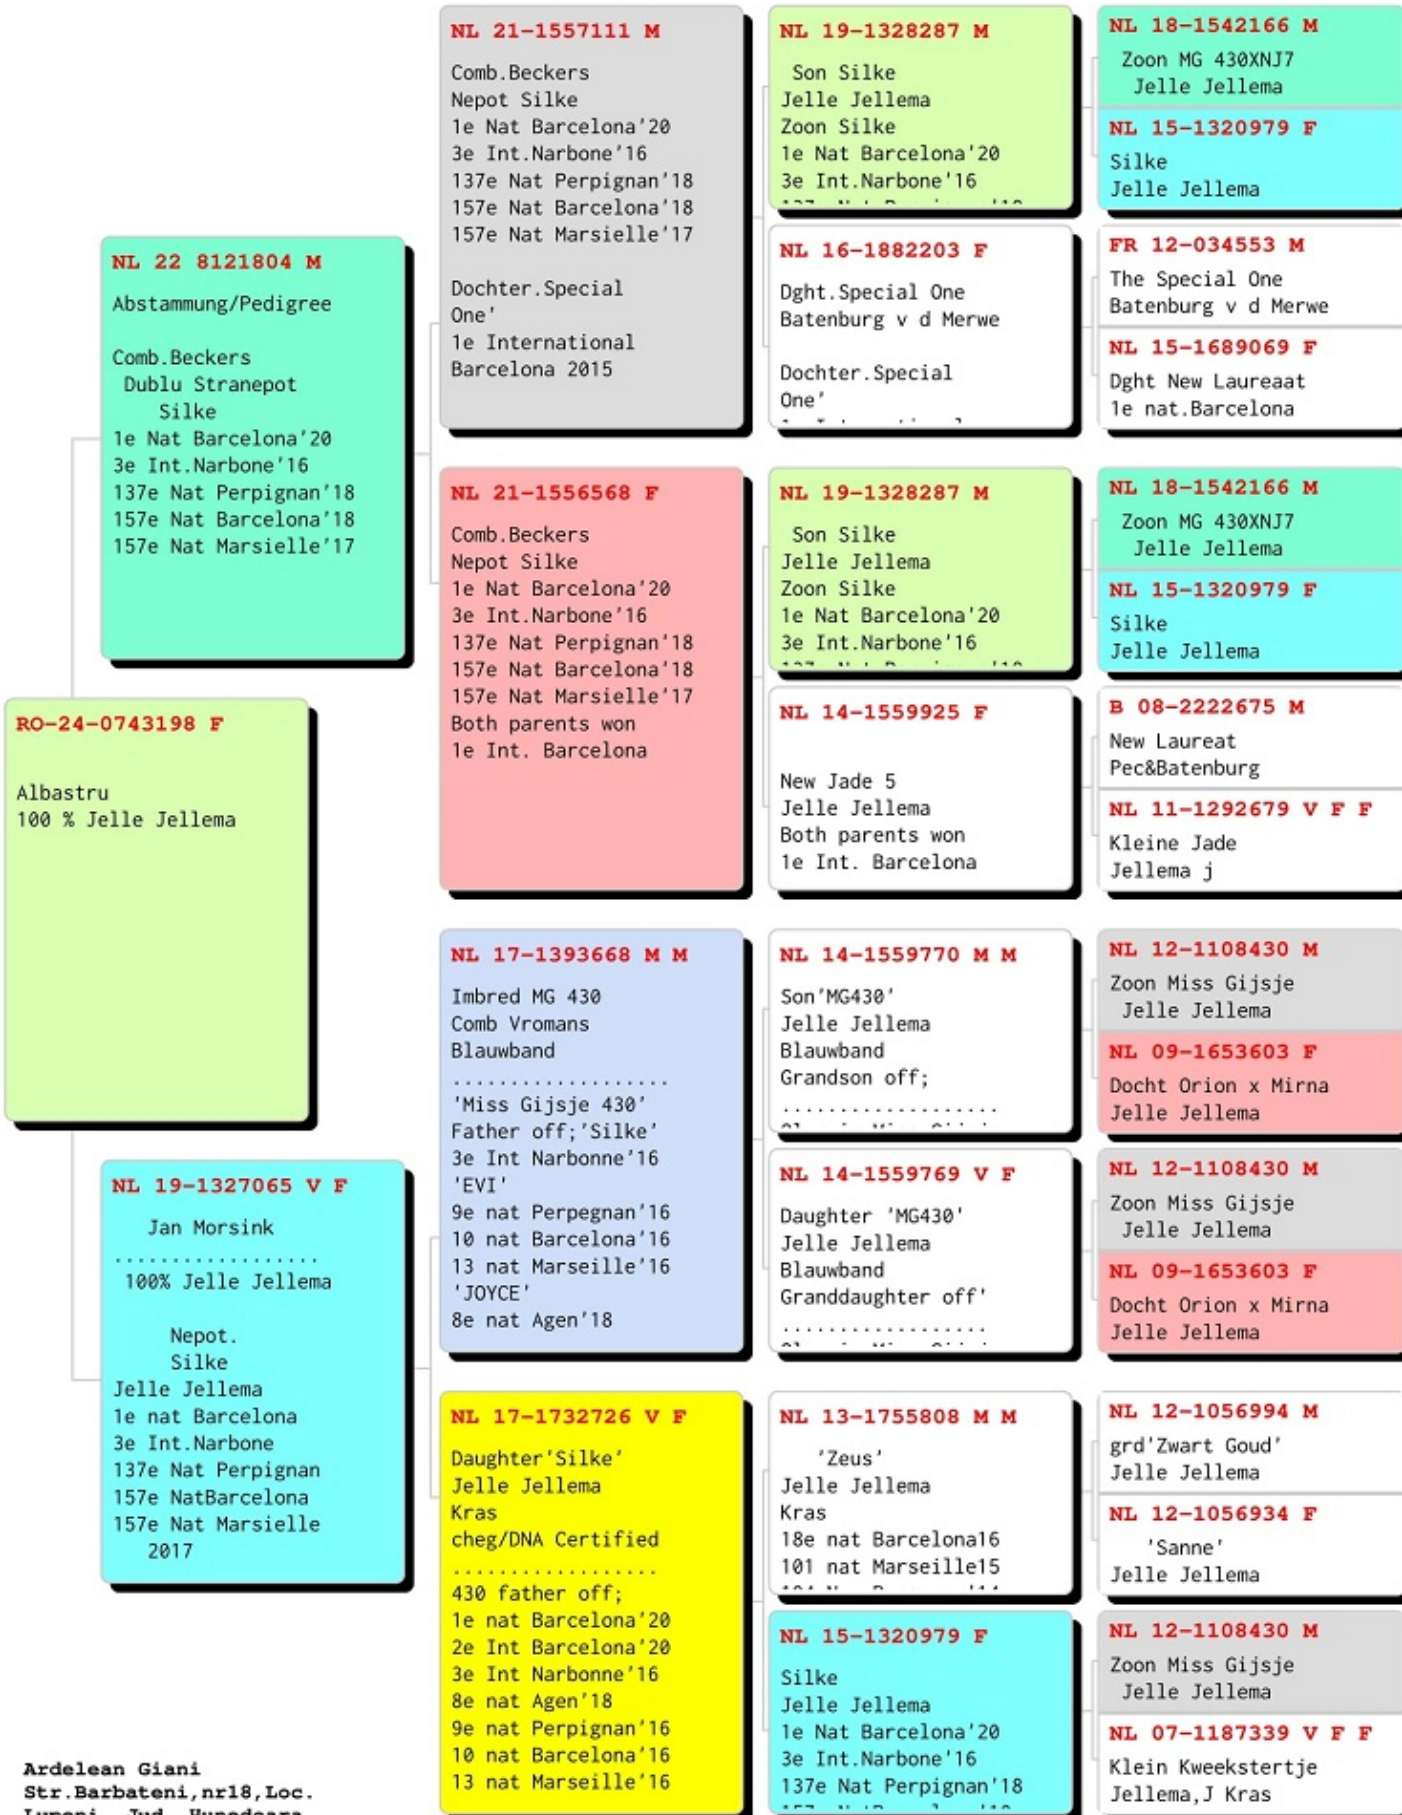 RO-24-0743198 F
Albastru
100 % Jelle Jellema
NL 22 8121804 M
Abstammung/Pedigree
Comb.Beckers
Dublu Stranepot
Silke
1e Nat Barcelona'20
3e Int.Narbone'16
137e Nat Perpignan'18
157e Nat Barcelona'18
157e Nat Marsielle'17
NL 19-1327065 V F
Jan Morsink
..................
100% Jelle Jellema
Nepot.
Silke
Jelle Jellema
1e nat Barcelona
3e Int.Narbone
137e Nat Perpignan
157e NatBarcelona
157e Nat Marsielle
2017
NL 21-1557111 M
Comb.Beckers
Nepot Silke
1e Nat Barcelona'20
3e Int.Narbone'16
137e Nat Perpignan'18
157e Nat Barcelona'18
157e Nat Marsielle'17
Dochter.Special
One'
1e International
Barcelona 2015
NL 21-1556568 F
Comb.Beckers
Nepot Silke
1e Nat Barcelona'20
3e Int.Narbone'16
137e Nat Perpignan'18
157e Nat Barcelona'18
157e Nat Marsielle'17
Both parents won
1e Int. Barcelona
NL 17-1393668 M M
Imbred MG 430
Comb Vromans
Blauwband
...................
'Miss Gijsje 430'
Father off;'Silke'
3e Int Narbonne'16
'EVI'
9e nat Perpegnan'16
10 nat Barcelona'16
13 nat Marseille'16
'JOYCE'
8e nat Agen'18
NL 17-1732726 V F
Daughter'Silke'
Jelle Jellema
Kras
cheg/DNA Certified
..................
430 father off;
1e nat Barcelona'20
2e Int Barcelona'20
3e Int Narbonne'16
8e nat Agen'18
9e nat Perpignan'16
10 nat Barcelona'16
13 nat Marseille'16
NL 19-1328287 M
Son Silke
Jelle Jellema
Zoon Silke
1e Nat Barcelona'20
3e Int.Narbone'16
NL 16-1882203 F
Dght.Special One
Batenburg v d Merwe
Dochter.Special
One'
NL 19-1328287 M
Son Silke
Jelle Jellema
Zoon Silke
1e Nat Barcelona'20
3e Int.Narbone'16
NL 14-1559925 F
New Jade 5
Jelle Jellema
Both parents won
1e Int. Barcelona
NL 14-1559770 M M
Son'MG430'
Jelle Jellema
Blauwband
Grandson off;
...................
NL 14-1559769 V F
Daughter 'MG430'
Jelle Jellema
Blauwband
Granddaughter off'
..................
NL 13-1755808 M M
'Zeus'
Jelle Jellema
Kras
18e nat Barcelona16
101 nat Marseille15
NL 15-1320979 F
Silke
Jelle Jellema
1e Nat Barcelona'20
3e Int.Narbone'16
137e Nat Perpignan'18
NL 18-1542166 M
Zoon MG 430XNJ7
Jelle Jellema
NL 15-1320979 F
Silke
Jelle Jellema
FR 12-034553 M
The Special One
Batenburg v d Merwe
NL 15-1689069 F
Dght New Laureaat
1e nat.Barcelona
NL 18-1542166 M
Zoon MG 430XNJ7
Jelle Jellema
NL 15-1320979 F
Silke
Jelle Jellema
B 08-2222675 M
New Laureat
Pec&Batenburg
NL 11-1292679 V F F
Kleine Jade
Jellema j
NL 12-1108430 M
Zoon Miss Gijsje
Jelle Jellema
NL 09-1653603 F
Docht Orion x Mirna
Jelle Jellema
NL 12-1108430 M
Zoon Miss Gijsje
Jelle Jellema
NL 09-1653603 F
Docht Orion x Mirna
Jelle Jellema
NL 12-1056994 M
grd'Zwart Goud'
Jelle Jellema
NL 12-1056934 F
'Sanne'
Jelle Jellema
NL 12-1108430 M
Zoon Miss Gijsje
Jelle Jellema
NL 07-1187339 V F F
Klein Kweekstertje
Jellema,J Kras
Ardelean Giani
Str.Barbateni,nr18,Loc.